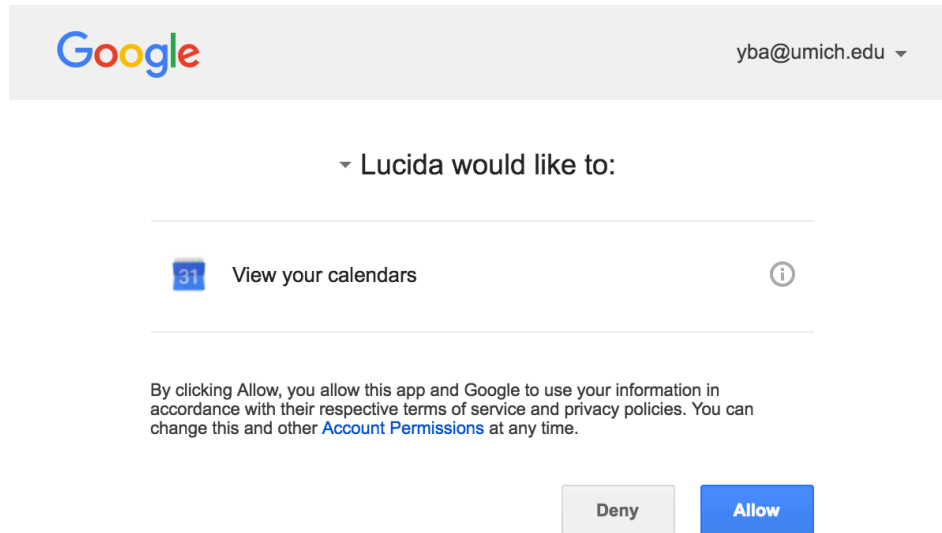 Google
yba@umich.edu
Lucida would like to:
31
View your calendars
By clicking Allow, you allow this app and Google to use your information in
accordance with their respective terms of service and privacy policies. You can
change this and other Account Permissions at any time.
Deny
Allow